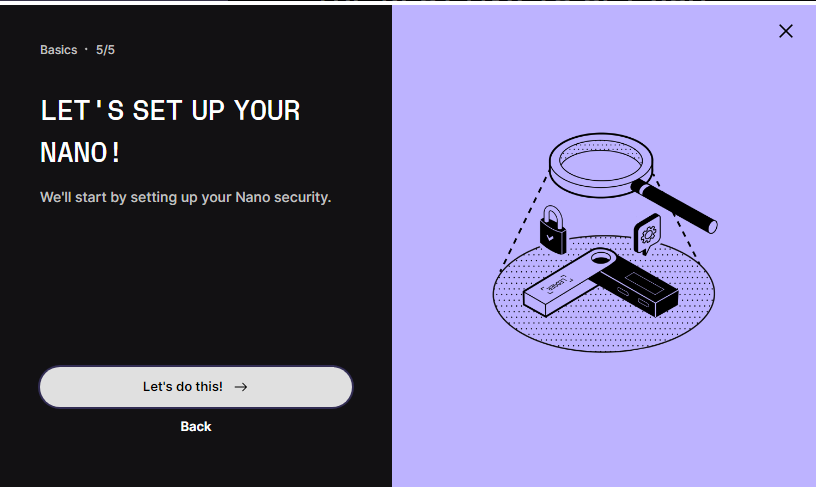 Basics · 5/5
LET'S SET UP YOUR
NANO!
We'll start by setting up your Nano security.
LEDGER
Let's do this! →
Back